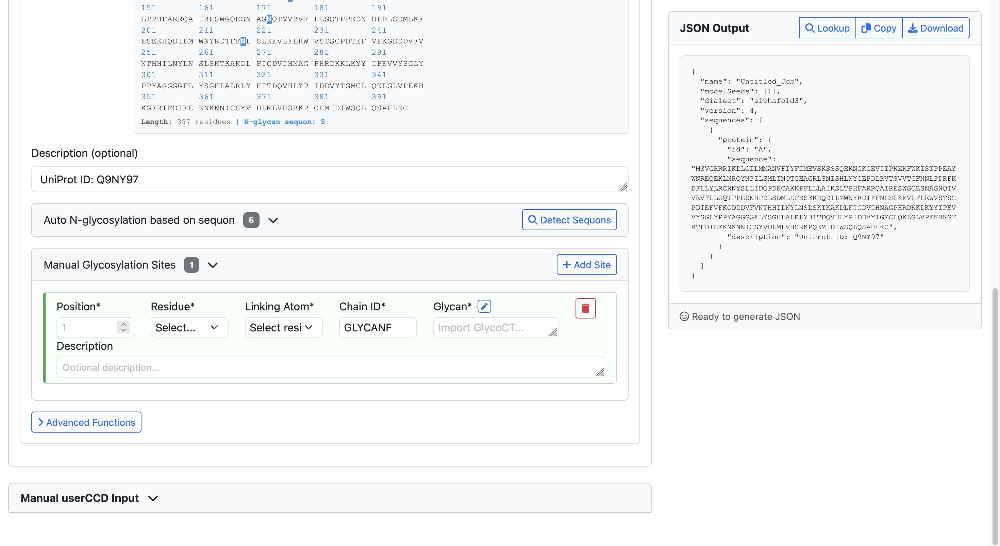 151 161 171 181 191
LTPHFARRQA IRESWGQESN AGNQTVVRVF LLGQTPPEDN HPDLSDMLKF
201 211 221 231 241
ESEKHQDILM WNYRDTFFNL SLKEVLFLRW VSTSCPDTEF VFKGDDDVFV
251 261 271 281 291
NTHHILNYLN SLSKTKAKDL FIGDVIHNAG PHRDKKLKYY IPEVVYSGLY
301 311 321 331 341
PPYAGGGGFL YSGHLALRLY HITDQVHLYP IDDVYTGMCL QKLGLVPEKH
351 361 371 381 391
KGFRTFDIEE KNKNNICSYV DLMLVHSRKP QEMIDIWSQL QSAHLKC
Length: 397 residues | N-glycan sequon: 5
Description (optional)
UniProt ID: Q9NY97
Auto N-glycosylation based on sequon 5
Detect Sequons
Manual Glycosylation Sites 1
+ Add Site
Position* Residue* Linking Atom* Chain ID* Glycan*
1 Select... Select resi GLYCANF Import GlycoCT...
Description
Optional description...
Advanced Functions
Manual userCCD Input
JSON Output
Lookup Copy Download
{
"name": "Untitled_Job",
"modelSeeds": [1],
"dialect": "alphafold3",
"version": 4,
"sequences": [
{
"protein": {
"id": "A",
"sequence":
"MSVGRRRIKLLGILMMANVFIYFIMEVSKSSSQEKNGKGEVIIPKEKFWKISTPPEAY
WNREQEKLNRQYNPILSMLTNQTGEAGRLSNISHLNYCEPDLRVTSVVTGFNNLPDRFK
DFLLYLRCRNYSLLIDQPDKCAKKPFLLLAIKSLTPHFARRQAIRESWGQESNAGNQTV
VRVFLLGQTPPEDNHPDLSDMLKFESEKHQDILMWNYRDTFFNLSLKEVLFLRWVSTSC
PDTEFVFKGDDDVFVNTHHILNYLNSLSKTKAKDLFIGDVIHNAGPHRDKKLKYYIPEV
VYSGLYPPYAGGGGFLYSGHLALRLYHITDQVHLYPIDDVYTGMCLQKLGLVPEKHKGF
RTFDIEEKNKNNICSYVDLMLVHSRKPQEMIDIWSQLQSAHLKC",
"description": "UniProt ID: Q9NY97"
}
}
]
}
Ready to generate JSON